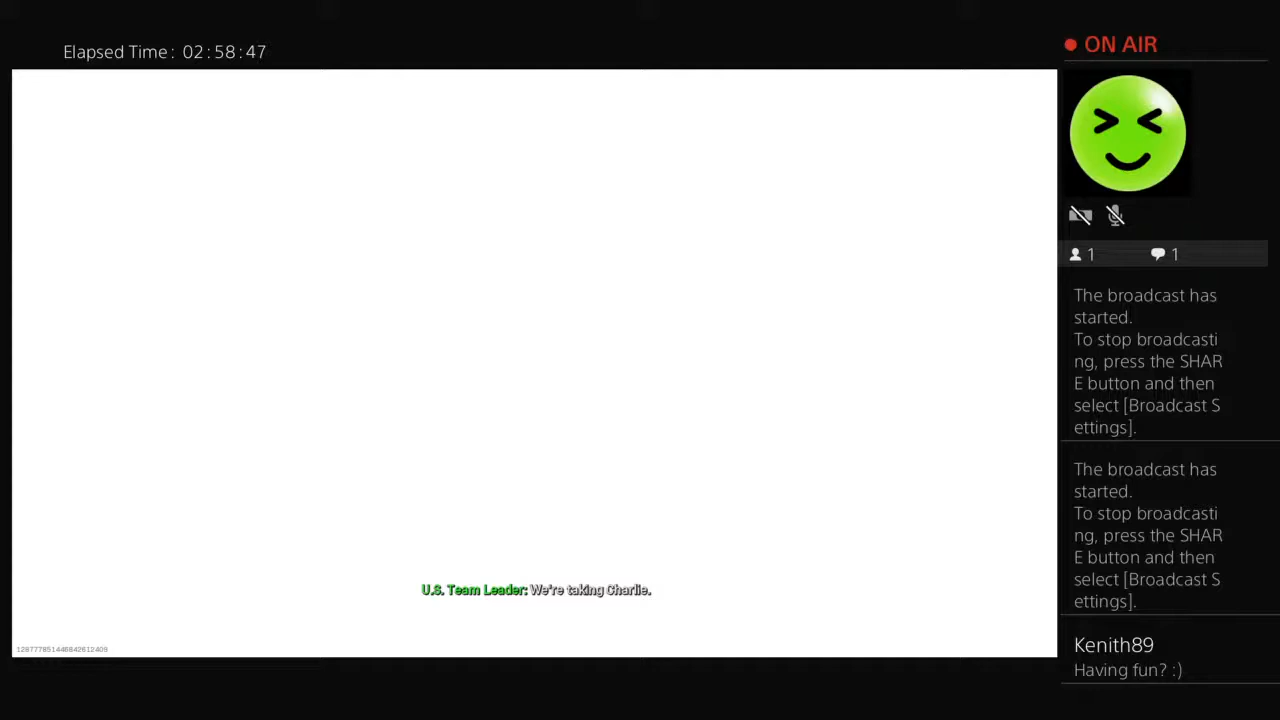 Elapsed Time: 02:58:47
ON AIR
1 1
The broadcast has
started.
To stop broadcasti
ng, press the SHAR
E button and then
select [Broadcast S
ettings].
The broadcast has
started.
To stop broadcasti
ng, press the SHAR
E button and then
select [Broadcast S
ettings].
Kenith89
Having fun? :)
U.S. Team Leader: We're taking Charlie.